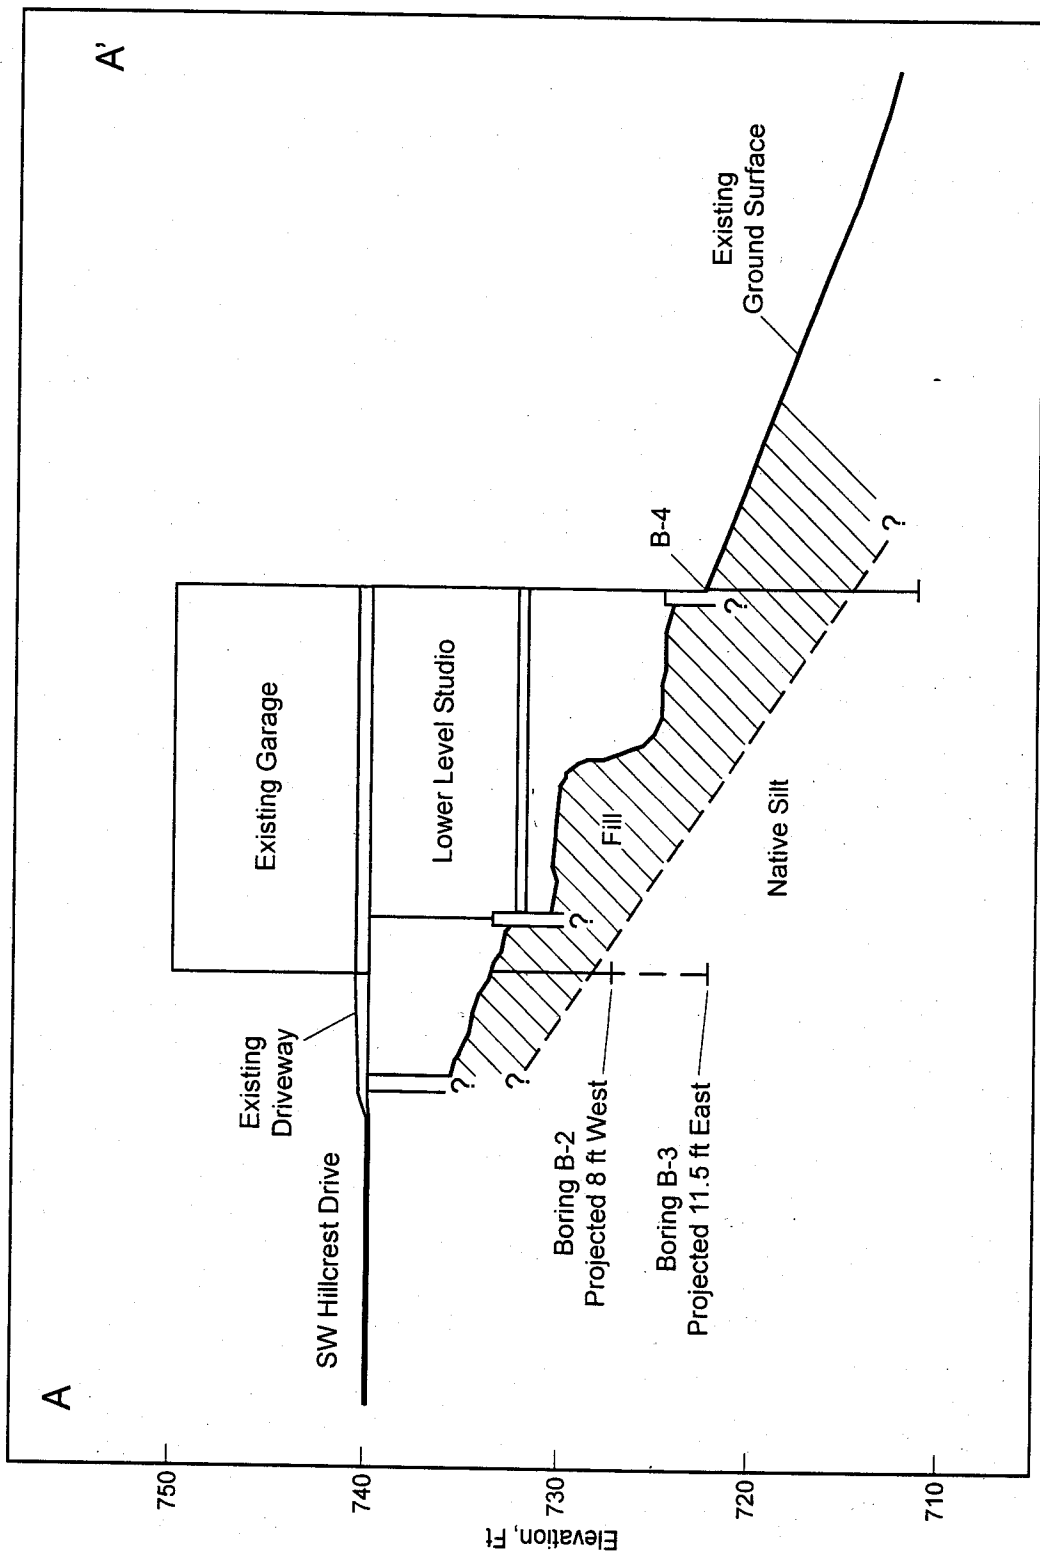 A
A'
750
740
730
720
710
Elevation, Ft
SW Hillcrest Drive
Existing
Driveway
Existing Garage
Lower Level Studio
Fill
Native Silt
B-4
Existing
Ground Surface
Boring B-2
Projected 8 ft West
Boring B-3
Projected 11.5 ft East
?
?
?
?
?